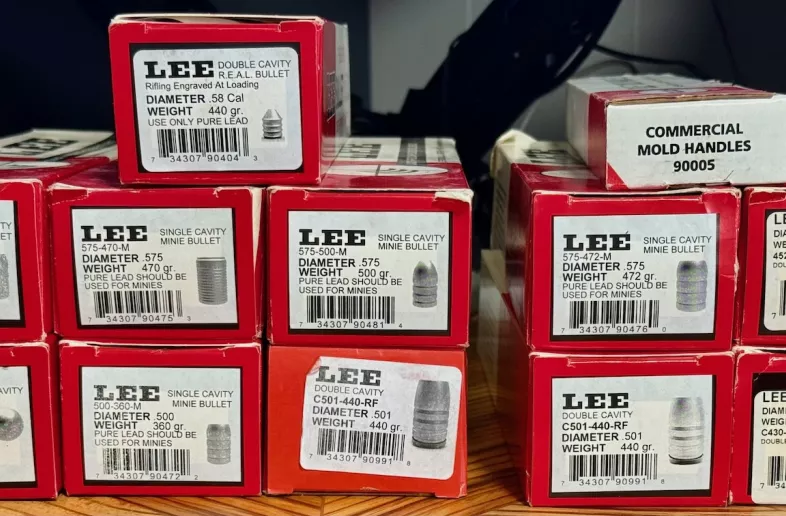 LEE DOUBLE CAVITY
R.E.A.L. BULLET
Rifling Engraved At Loading
DIAMETER .58 Cal
WEIGHT 440 gr.
USE ONLY PURE LEAD
7 34307 90404 3
COMMERCIAL
MOLD HANDLES
90005
LEE
LEE
LEE SINGLE CAVITY
575-470-M MINIE BULLET
DIAMETER .575
WEIGHT 470 gr.
PURE LEAD SHOULD BE
USED FOR MINIES
7 34307 90475 3
LEE SINGLE CAVITY
575-500-M MINIE BULLET
DIAMETER .575
WEIGHT 500 gr.
PURE LEAD SHOULD BE
USED FOR MINIES
7 34307 90481 4
LEE SINGLE CAVITY
575-472-M MINIE BULLET
DIAMETER .575
WEIGHT 472 gr.
PURE LEAD SHOULD BE
USED FOR MINIES
7 34307 90476 0
LEE SINGLE CAVITY
500-360-M MINIE BULLET
DIAMETER .500
WEIGHT 360 gr.
PURE LEAD SHOULD BE
USED FOR MINIES
7 34307 90472 2
LEE
DOUBLE CAVITY
C501-440-RF
DIAMETER .501
WEIGHT 440 gr.
7 34307 90991 8
LEE
DOUBLE CAVITY
C501-440-RF
DIAMETER .501
WEIGHT 440 gr.
7 34307 90991 8
LEE